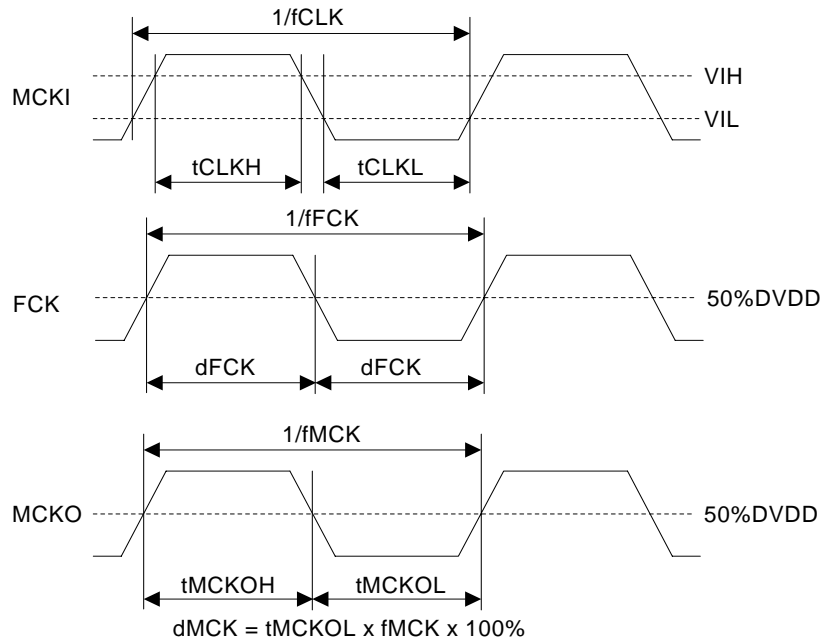 1/fCLK
MCKI
VIH
VIL
tCLKH
tCLKL
1/fFCK
FCK
50%DVDD
dFCK
dFCK
1/fMCK
MCKO
50%DVDD
tMCKOH
tMCKOL
dMCK = tMCKOL x fMCK x 100%